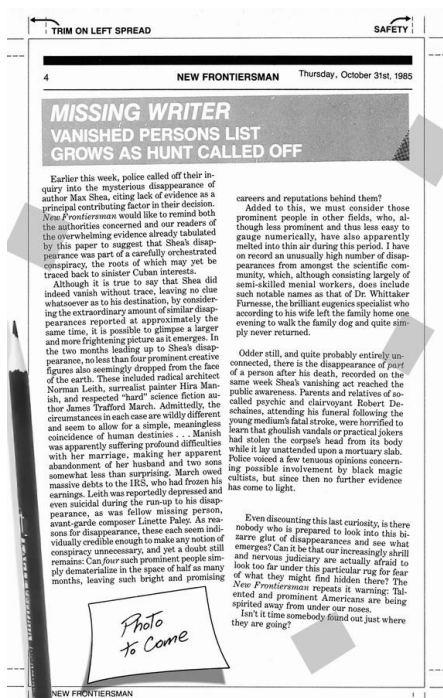 TRIM ON LEFT SPREAD
SAFETY
4
NEW FRONTIERSMAN
Thursday, October 31st, 1985
MISSING WRITER
VANISHED PERSONS LIST
GROWS AS HUNT CALLED OFF
Earlier this week, police called off their in-
quiry into the mysterious disappearance of
author Max Shea, citing lack of evidence as a
principal contributing factor in their decision.
New Frontiersman would like to remind both
the authorities concerned and our readers of
the overwhelming evidence already tabulated
by this paper to suggest that Shea's disap-
pearance was part of a carefully orchestrated
conspiracy, the roots of which may yet be
traced back to sinister Cuban interests.
Although it is true to say that Shea did
indeed vanish without trace, leaving no clue
whatsoever as to his destination, by consider-
ing the extraordinary amount of similar disap-
pearances reported at approximately the
same time, it is possible to glimpse a larger
and more frightening picture as it emerges. In
the two months leading up to Shea's disap-
pearance, no less than four prominent creative
figures also seemingly dropped from the face
of the earth. These included radical architect
Norman Leith, surrealist painter Hira Man-
ish, and respected "hard" science fiction au-
thor James Trafford March. Admittedly, the
circumstances in each case are wildly different
and seem to allow for a simple, meaningless
coincidence of human destinies . . . Manish
was apparently suffering profound difficulties
with her marriage, making her apparent
abandonment of her husband and two sons
somewhat less than surprising. March owed
massive debts to the IRS, who had frozen his
earnings. Leith was reportedly depressed and
even suicidal during the run-up to his disap-
pearance, as was fellow missing person,
avant-garde composer Linette Paley. As rea-
sons for disappearance, these each seem indi-
vidually credible enough to make any notion of
conspiracy unnecessary, and yet a doubt still
remains: Can four such prominent people sim-
ply dematerialize in the space of half as many
months, leaving such bright and promising
careers and reputations behind them?
Added to this, we must consider those
prominent people in other fields, who, al-
though less prominent and thus less easy to
gauge numerically, have also apparently
melted into thin air during this period. I have
on record an unusually high number of disap-
pearances from amongst the scientific com-
munity, which, although consisting largely of
semi-skilled menial workers, does include
such notable names as that of Dr. Whittaker
Furnesse, the brilliant eugenics specialist who
according to his wife left the family home one
evening to walk the family dog and quite sim-
ply never returned.
Odder still, and quite probably entirely un-
connected, there is the disappearance of part
of a person after his death, recorded on the
same week Shea's vanishing act reached the
public awareness. Parents and relatives of so-
called psychic and clairvoyant Robert De-
schaines, attending his funeral following the
young medium's fatal stroke, were horrified to
learn that ghoulish vandals or practical jokers
had stolen the corpse's head from its body
while it lay unattended upon a mortuary slab.
Police voiced a few tenuous opinions concern-
ing possible involvement by black magic
cultists, but since then no further evidence
has come to light.
Even discounting this last curiosity, is there
nobody who is prepared to look into this bi-
zarre glut of disappearances and see what
emerges? Can it be that our increasingly shrill
and nervous judiciary are actually afraid to
look too far under this particular rug for fear
of what they might find hidden there? The
New Frontiersman repeats its warning: Tal-
ented and prominent Americans are being
spirited away from under our noses.
Isn't it time somebody found out just where
they are going?
Photo
to Come
NEW FRONTIERSMAN